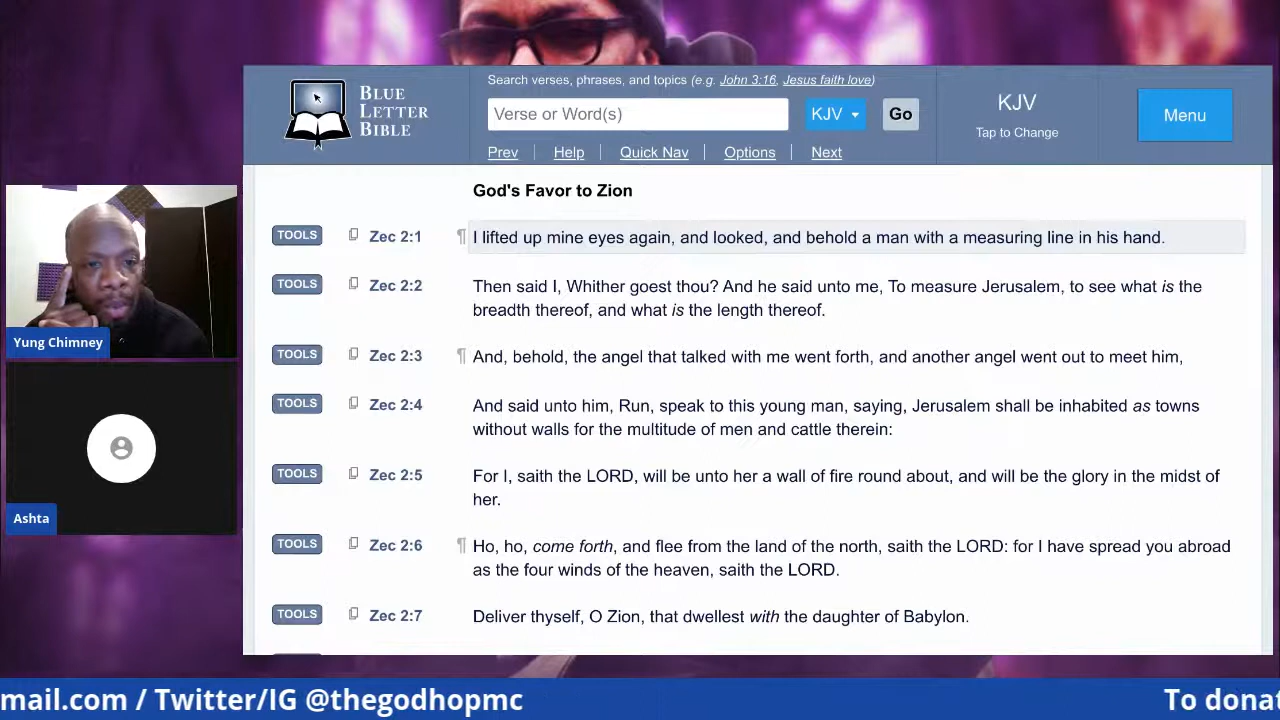 Search verses, phrases, and topics (e.g. John 3:16, Jesus faith love)
BLUE
LETTER
BIBLE
Verse or Word(s)
KJV
Go
KJV
Tap to Change
Menu
Prev
Help
Quick Nav
Options
Next
God's Favor to Zion
TOOLS Zec 2:1 ¶ I lifted up mine eyes again, and looked, and behold a man with a measuring line in his hand.
TOOLS Zec 2:2 Then said I, Whither goest thou? And he said unto me, To measure Jerusalem, to see what is the
breadth thereof, and what is the length thereof.
TOOLS Zec 2:3 ¶ And, behold, the angel that talked with me went forth, and another angel went out to meet him,
TOOLS Zec 2:4 And said unto him, Run, speak to this young man, saying, Jerusalem shall be inhabited as towns
without walls for the multitude of men and cattle therein:
TOOLS Zec 2:5 For I, saith the LORD, will be unto her a wall of fire round about, and will be the glory in the midst of
her.
TOOLS Zec 2:6 ¶ Ho, ho, come forth, and flee from the land of the north, saith the LORD: for I have spread you abroad
as the four winds of the heaven, saith the LORD.
TOOLS Zec 2:7 Deliver thyself, O Zion, that dwellest with the daughter of Babylon.
Yung Chimney
Ashta
mail.com / Twitter/IG @thegodhopmc
To donat